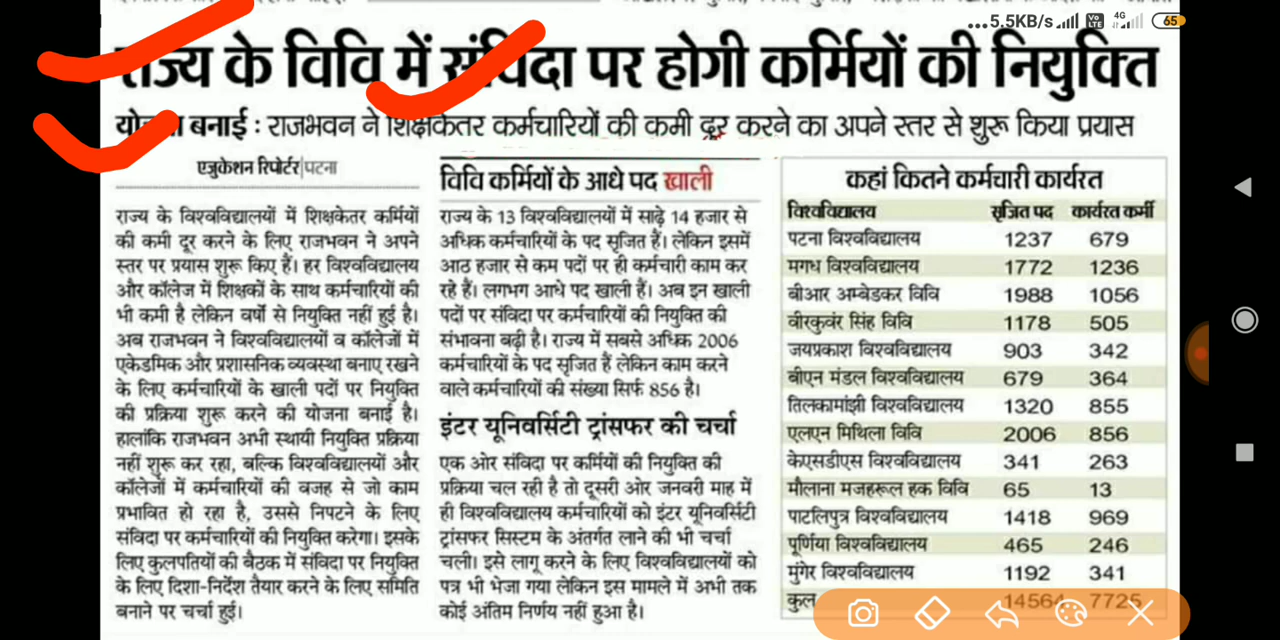 ...5.5KB/s Vo LTE 4G 65
राज्य के विवि में संविदा पर होगी कर्मियों की नियुक्ति
बनाई : राजभवन ने शिक्षकेतर कर्मचारियों की कमी दूर करने का अपने स्तर से शुरू किया प्रयास
एजुकेशन रिपोर्टर|पटना
राज्य के विश्वविद्यालयों में शिक्षकेतर कर्मियों
की कमी दूर करने के लिए राजभवन ने अपने
स्तर पर प्रयास शुरू किए हैं। हर विश्वविद्यालय
और कॉलेज में शिक्षकों के साथ कर्मचारियों की
भी कमी है लेकिन वर्षों से नियुक्ति नहीं हुई है।
अब राजभवन ने विश्वविद्यालयों व कॉलेजों में
एकेडमिक और प्रशासनिक व्यवस्था बनाए रखने
के लिए कर्मचारियों के खाली पदों पर नियुक्ति
की प्रक्रिया शुरू करने की योजना बनाई है।
हालांकि राजभवन अभी स्थायी नियुक्ति प्रक्रिया
नहीं शुरू कर रहा, बल्कि विश्वविद्यालयों और
कॉलेजों में कर्मचारियों की वजह से जो काम
प्रभावित हो रहा है, उससे निपटने के लिए
संविदा पर कर्मचारियों की नियुक्ति करेगा। इसके
लिए कुलपतियों की बैठक में संविदा पर नियुक्ति
के लिए दिशा-निर्देश तैयार करने के लिए समिति
बनाने पर चर्चा हुई।
विवि कर्मियों के आधे पद खाली
राज्य के 13 विश्वविद्यालयों में साढ़े 14 हजार से
अधिक कर्मचारियों के पद सृजित हैं। लेकिन इसमें
आठ हजार से कम पदों पर ही कर्मचारी काम कर
रहे हैं। लगभग आधे पद खाली हैं। अब इन खाली
पदों पर संविदा पर कर्मचारियों की नियुक्ति की
संभावना बढ़ी है। राज्य में सबसे अधिक 2006
कर्मचारियों के पद सृजित हैं लेकिन काम करने
वाले कर्मचारियों की संख्या सिर्फ 856 है।
इंटर यूनिवर्सिटी ट्रांसफर की चर्चा
एक ओर संविदा पर कर्मियों की नियुक्ति की
प्रक्रिया चल रही है तो दूसरी ओर जनवरी माह में
ही विश्वविद्यालय कर्मचारियों को इंटर यूनिवर्सिटी
ट्रांसफर सिस्टम के अंतर्गत लाने की भी चर्चा
चली। इसे लागू करने के लिए विश्वविद्यालयों को
पत्र भी भेजा गया लेकिन इस मामले में अभी तक
कोई अंतिम निर्णय नहीं हुआ है।
कहां कितने कर्मचारी कार्यरत
विश्वविद्यालय सृजित पद कार्यरत कर्मी
पटना विश्वविद्यालय 1237 679
मगध विश्वविद्यालय 1772 1236
बीआर अम्बेडकर विवि 1988 1056
वीरकुवंर सिंह विवि 1178 505
जयप्रकाश विश्वविद्यालय 903 342
बीएन मंडल विश्वविद्यालय 679 364
तिलकामांझी विश्वविद्यालय 1320 855
एलएन मिथिला विवि 2006 856
केएसडीएस विश्वविद्यालय 341 263
मौलाना मजहरूल हक विवि 65 13
पाटलिपुत्र विश्वविद्यालय 1418 969
पूर्णिया विश्वविद्यालय 465 246
मुंगेर विश्वविद्यालय 1192 341
कुल 14564 7725